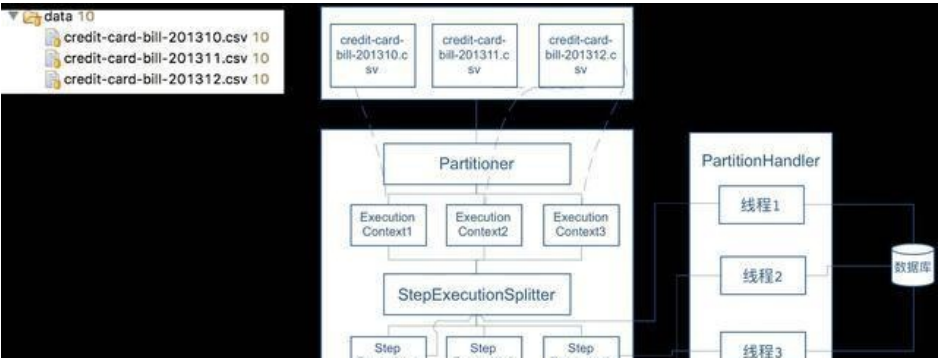 data 10
credit-card-bill-201310.csv 10
credit-card-bill-201311.csv 10
credit-card-bill-201312.csv 10
credit-card-
bill-201310.c
sv
credit-card-
bill-201311.c
sv
credit-card-
bill-201312.c
sv
Partitioner
Execution
Context1
Execution
Context2
Execution
Context3
StepExecutionSplitter
Step
Step
Step
PartitionHandler
线程1
线程2
线程3
数据库